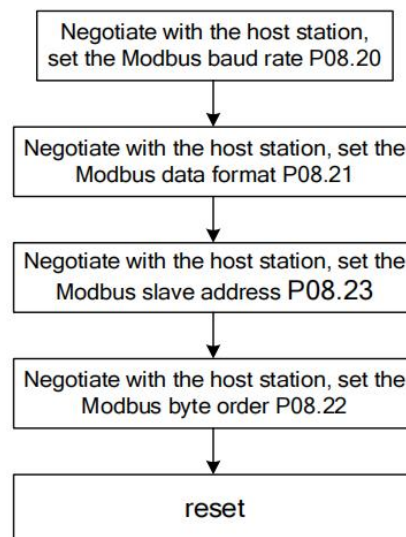 Negotiate with the host station,
set the Modbus baud rate P08.20
Negotiate with the host station, set the
Modbus data format P08.21
Negotiate with the host station, set the
Modbus slave address P08.23
Negotiate with the host station, set the
Modbus byte order P08.22
reset